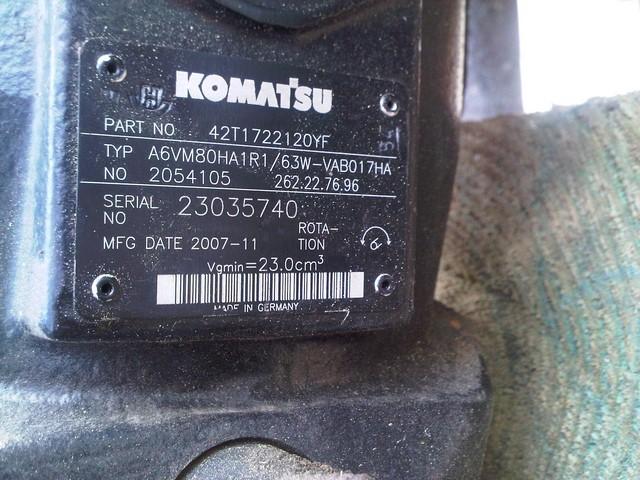 KOMATSU
PART NO 42T1722120YF
TYP A6VM80HA1R1/63W-VAB017HA
NO 2054105 262.22.76.96
SERIAL NO 23035740
MFG DATE 2007-11 ROTA-TION
Vgmin=23.0cm³
MADE IN GERMANY